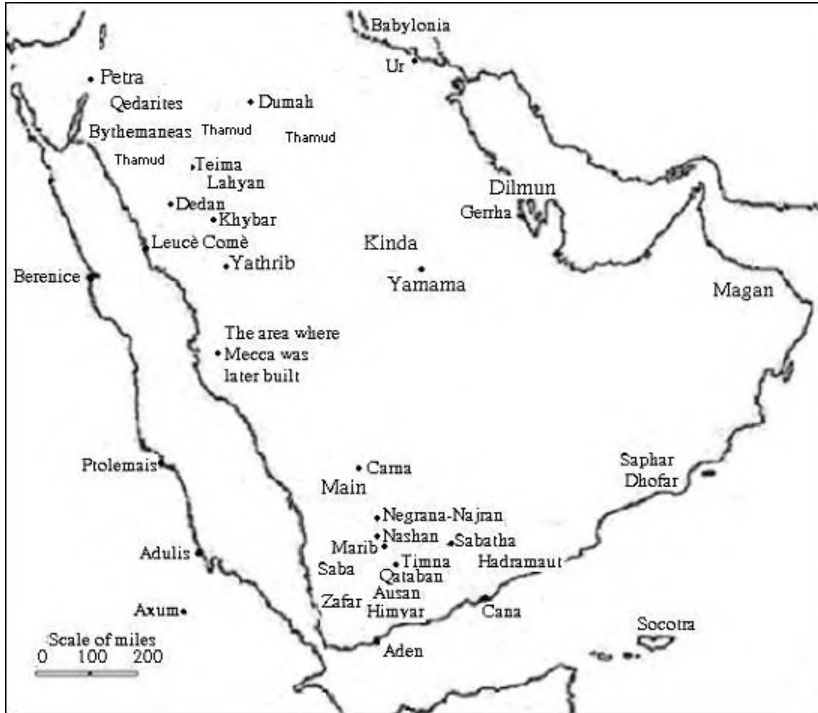 Babylonia
Ur
Petra
Qedarites
Dumah
Bythemaneas
Thamud
Thamud
Thamud
Teima
Lahyan
Dedan
Khybar
Dilmun
Gerrha
Leucè Comè
Kinda
Yathrib
Berenice
Yamama
Magan
The area where
Mecca was
later built
Ptolemais
Carna
Main
Saphar
Dhofar
Negrana-Najran
Nashan
Marib
Sabatha
Adulis
Saba
Timna
Hadramaut
Qataban
Ausan
Zafar
Himyar
Cana
Axum
Socotra
Aden
Scale of miles
0 100 200